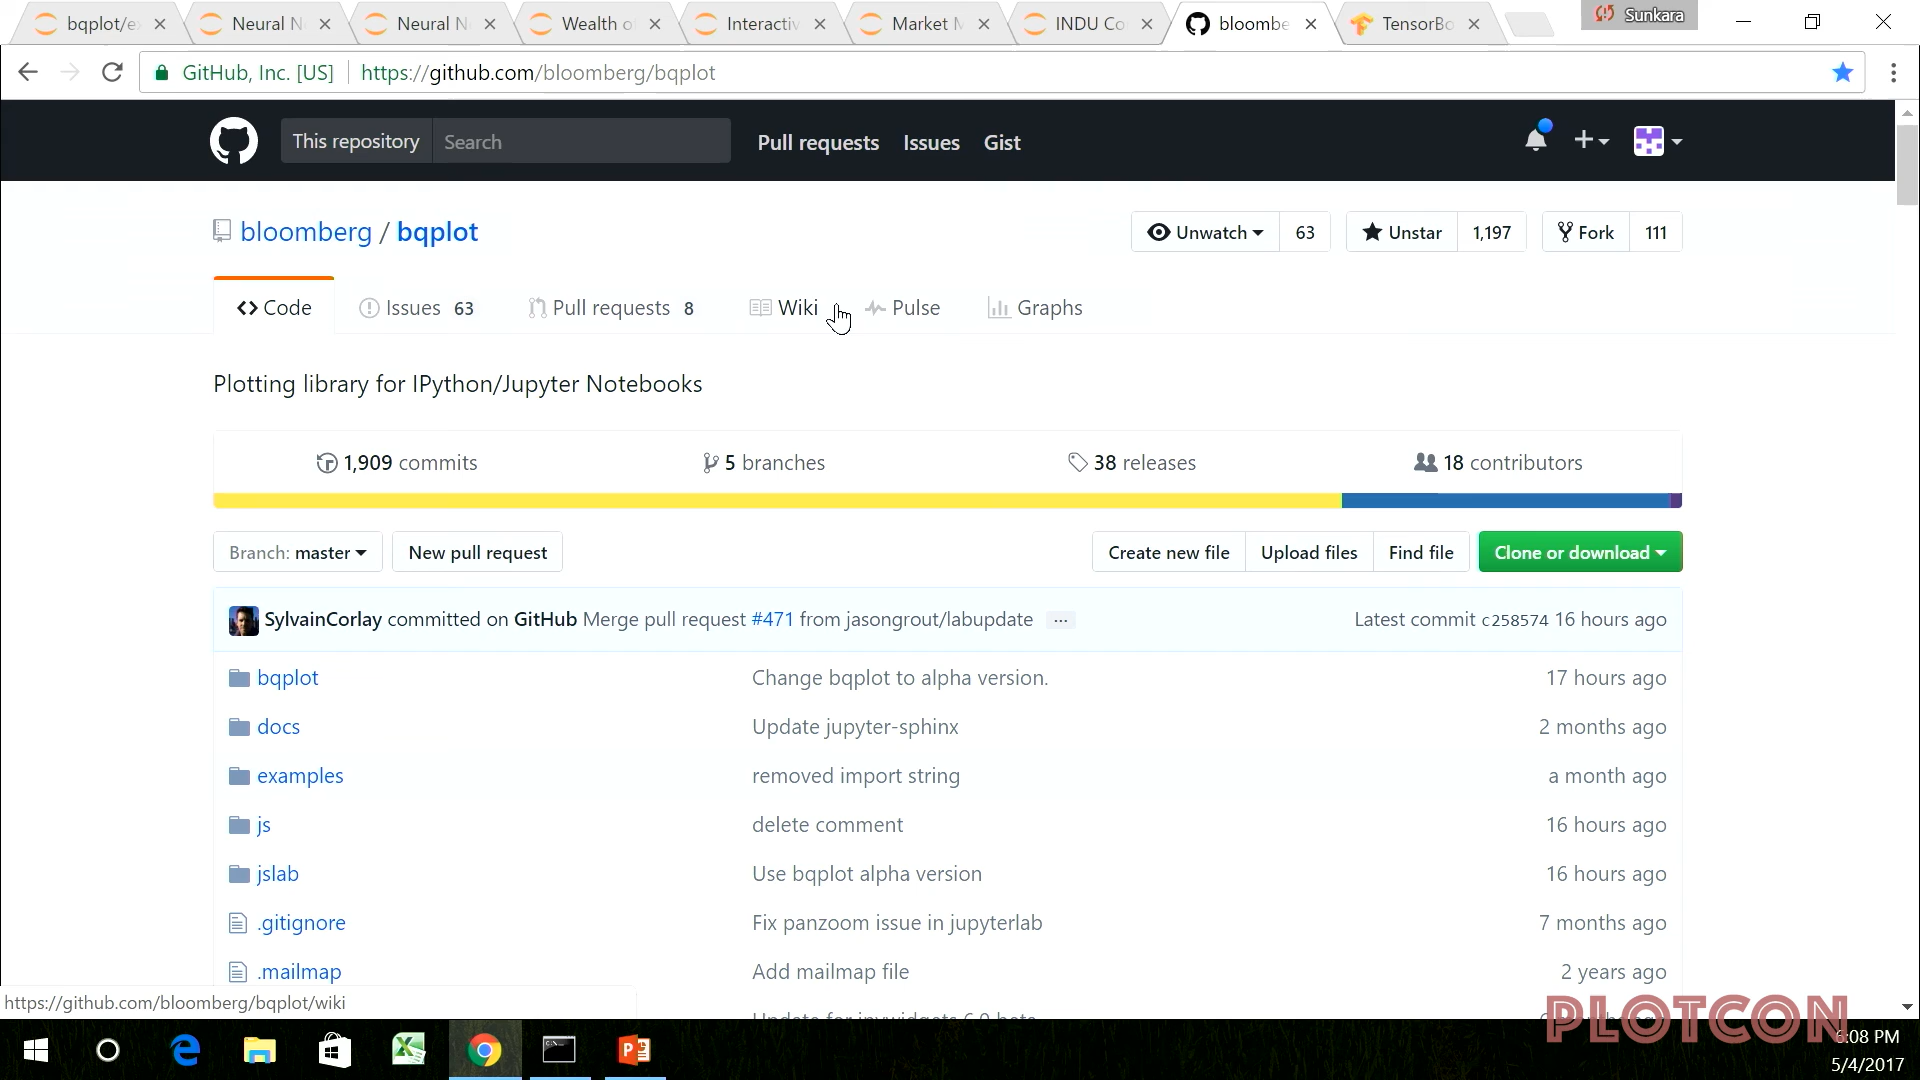 bqplot/e
Neural N
Neural N
Wealth o
Interactiv
Market
INDU Co
bloombe
TensorBo
Sunkara
GitHub, Inc. [US]
https://github.com/bloomberg/bqplot
This repository
Search
Pull requests
Issues
Gist
bloomberg / bqplot
Unwatch
63
Unstar
1,197
Fork
111
Code
Issues 63
Pull requests 8
Wiki
Pulse
Graphs
Plotting library for IPython/Jupyter Notebooks
1,909 commits
5 branches
38 releases
18 contributors
Branch: master
New pull request
Create new file
Upload files
Find file
Clone or download
SylvainCorlay committed on GitHub Merge pull request #471 from jasongrout/labupdate ...
Latest commit c258574 16 hours ago
bqplot
Change bqplot to alpha version.
17 hours ago
docs
Update jupyter-sphinx
2 months ago
examples
removed import string
a month ago
js
delete comment
16 hours ago
jslab
Use bqplot alpha version
16 hours ago
.gitignore
Fix panzoom issue in jupyterlab
7 months ago
.mailmap
Add mailmap file
2 years ago
https://github.com/bloomberg/bqplot/wiki
PLOTCON
6:08 PM
5/4/2017